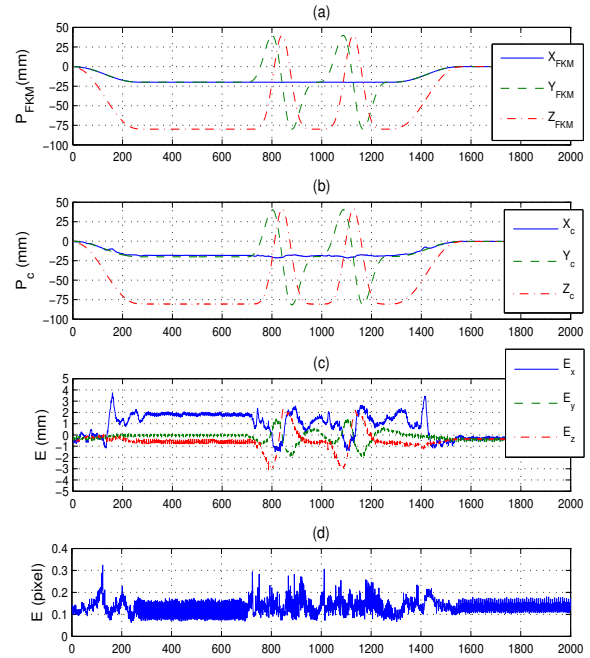 (a)
50
25
0
−25
−50
−75
−100
P_FKM(mm)
X_FKM
Y_FKM
Z_FKM
0 200 400 600 800 1000 1200 1400 1600 1800 2000
(b)
50
25
0
−25
−50
−75
−100
P_c (mm)
X_c
Y_c
Z_c
0 200 400 600 800 1000 1200 1400 1600 1800 2000
(c)
5
4
3
2
1
0
−1
−2
−3
−4
−5
E (mm)
E_x
E_y
E_z
0 200 400 600 800 1000 1200 1400 1600 1800 2000
(d)
0.4
0.3
0.2
0.1
0
E (pixel)
0 200 400 600 800 1000 1200 1400 1600 1800 2000